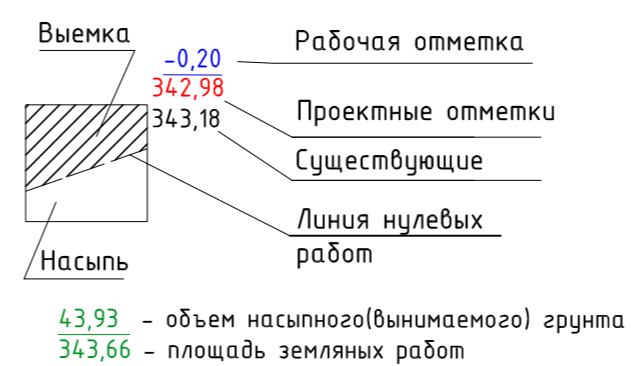 Выемка
Рабочая отметка
-0,20
342,98
Проектные отметки
343,18
Существующие
Линия нулевых
работ
Насыпь
43,93 - объем насыпного(вынимаемого) грунта
343,66 - площадь земляных работ